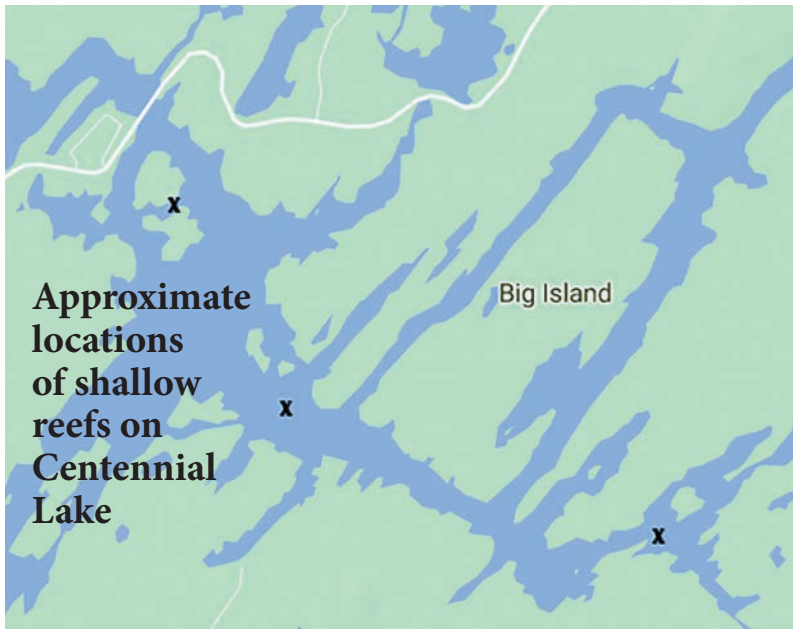 x
Big Island
Approximate
locations
of shallow
reefs on
Centennial
Lake
x
x